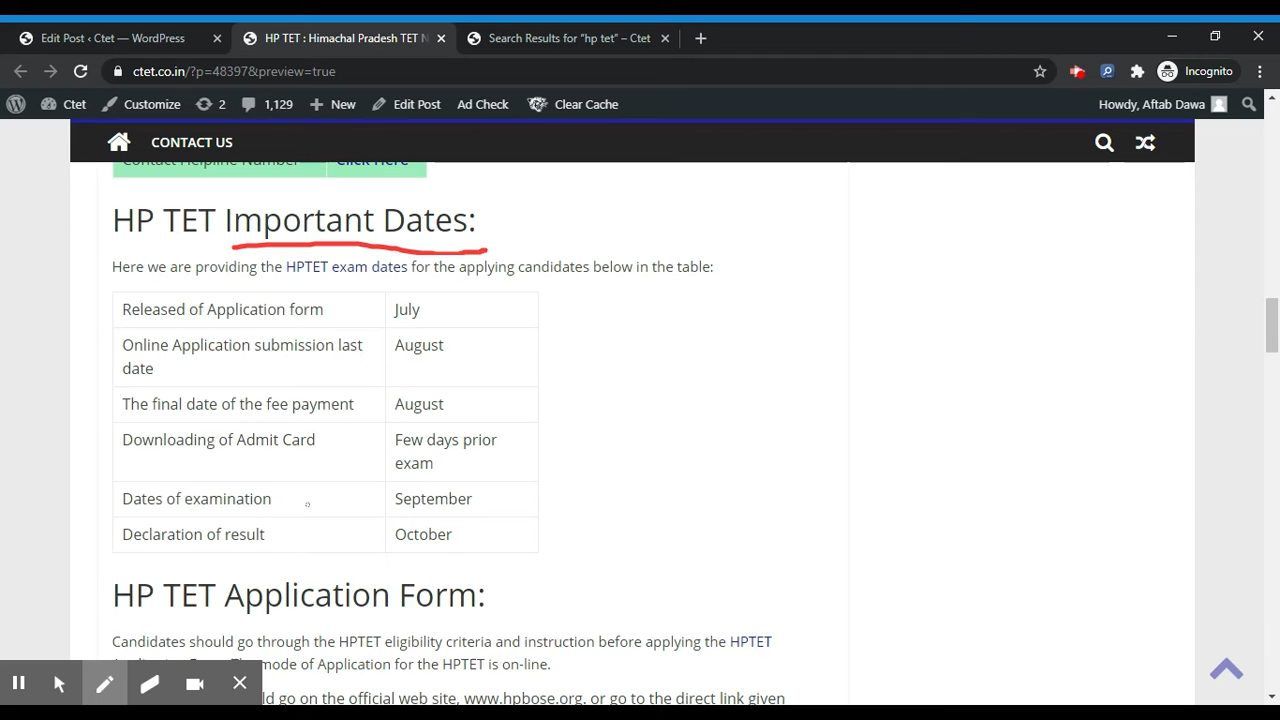 Edit Post ‹ Ctet — WordPress
HP TET : Himachal Pradesh TET N
Search Results for "hp tet" – Ctet
ctet.co.in/?p=48397&preview=true
Incognito
Ctet
Customize
2
1,129
New
Edit Post
Ad Check
Clear Cache
Howdy, Aftab Dawa
CONTACT US
Contact Helpline Number
Click Here
HP TET Important Dates:
Here we are providing the HPTET exam dates for the applying candidates below in the table:
Released of Application form
July
Online Application submission last
date
August
The final date of the fee payment
August
Downloading of Admit Card
Few days prior
exam
Dates of examination
September
Declaration of result
October
HP TET Application Form:
Candidates should go through the HPTET eligibility criteria and instruction before applying the HPTET
mode of Application for the HPTET is on-line.
go on the official web site, www.hpbose.org, or go to the direct link given